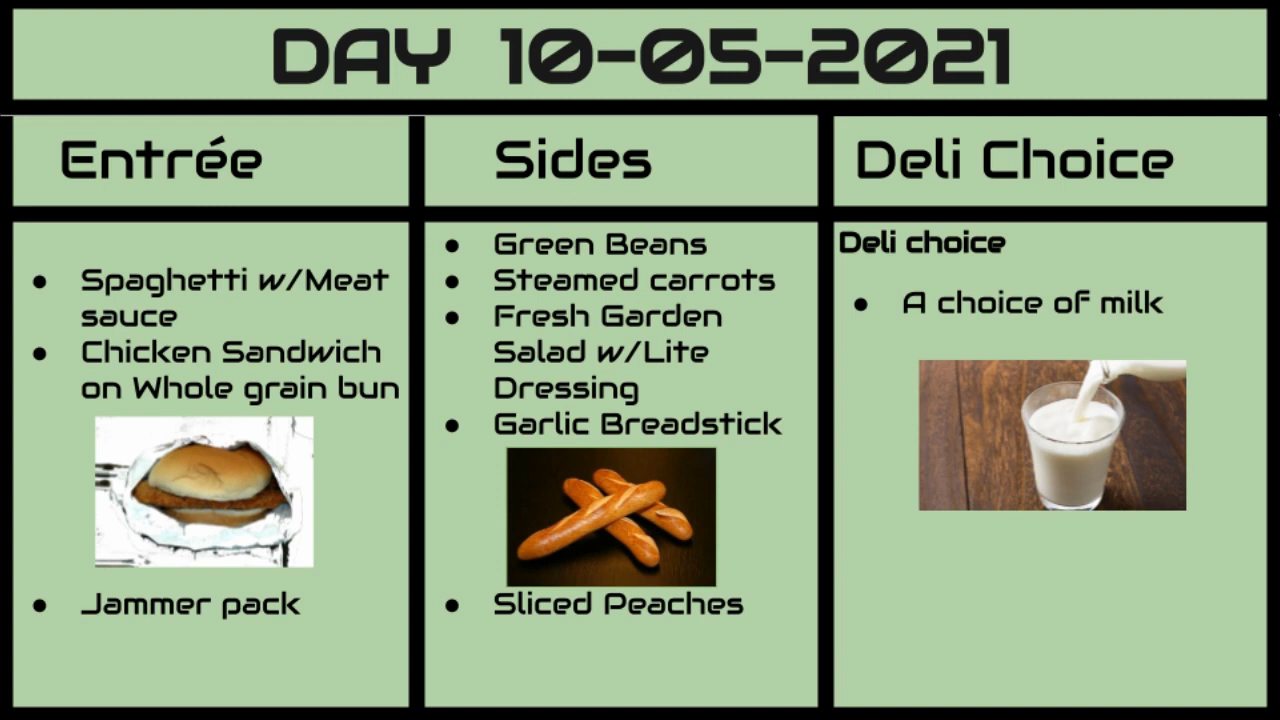 DAY 10-05-2021
Entrée
Sides
Deli Choice
● Spaghetti w/Meat
sauce
● Chicken Sandwich
on Whole grain bun
● Jammer pack
● Green Beans
● Steamed carrots
● Fresh Garden
Salad w/Lite
Dressing
● Garlic Breadstick
● Sliced Peaches
Deli choice
● A choice of milk